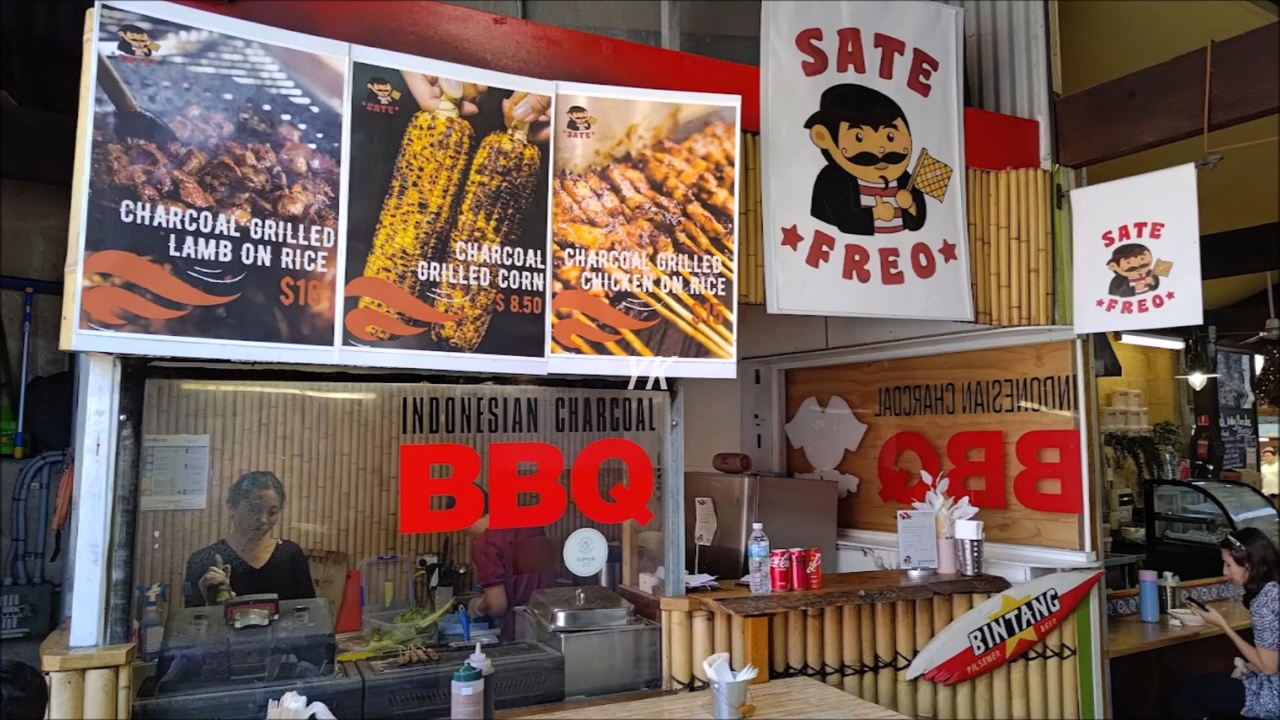 CHARCOAL GRILLED
LAMB ON RICE
SATE
CHARCOAL
GRILLED CORN
$ 8.50
SATE
CHARCOAL GRILLED
CHICKEN ON RICE
$15
SATE
FREO
SATE
FREO
YK
INDONESIAN CHARCOAL
BBQ
INDONESIAN CHARCOAL
BBQ
BINTANG
BEER
PILSENER